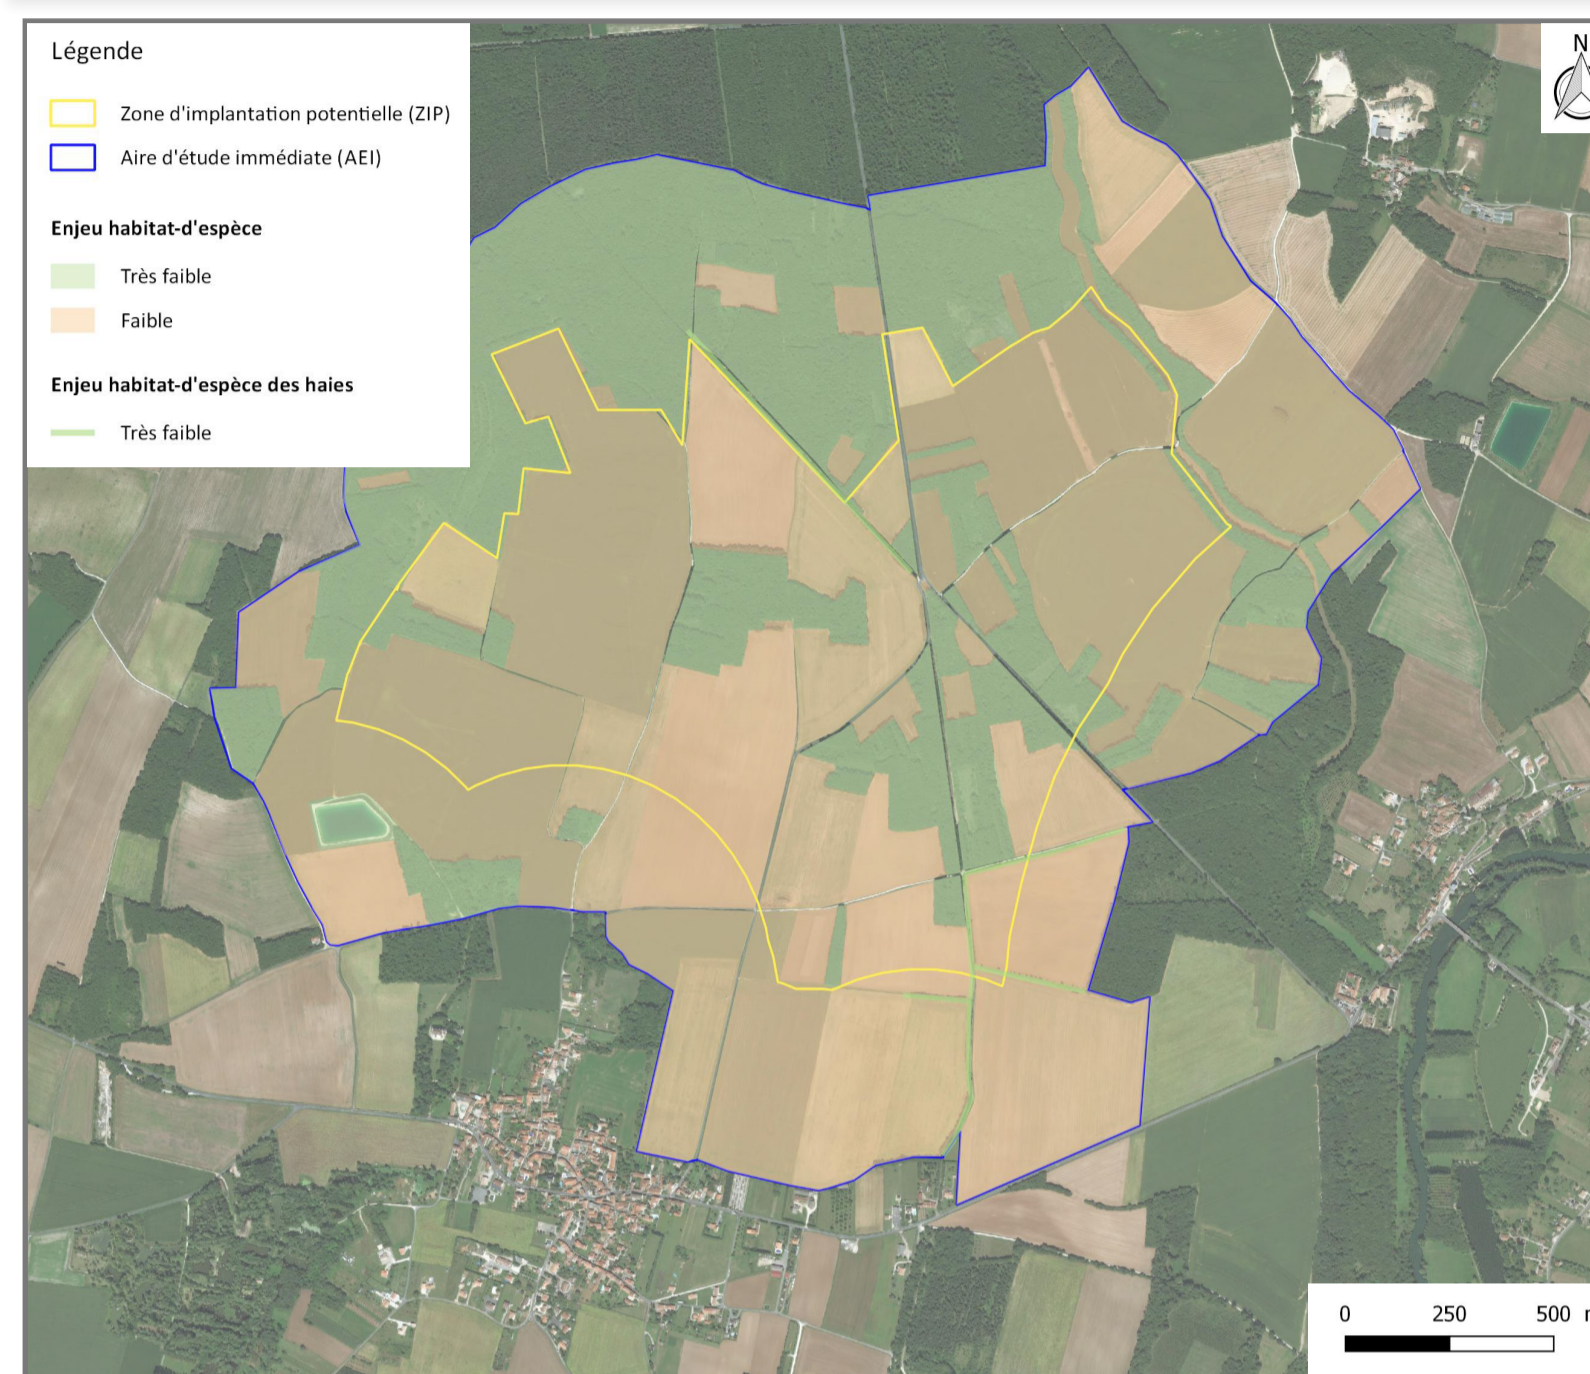 Légende
Zone d'implantation potentielle (ZIP)
Aire d'étude immédiate (AEI)
Enjeu habitat-d'espèce
Très faible
Faible
Enjeu habitat-d'espèce des haies
Très faible
N
0 250 500